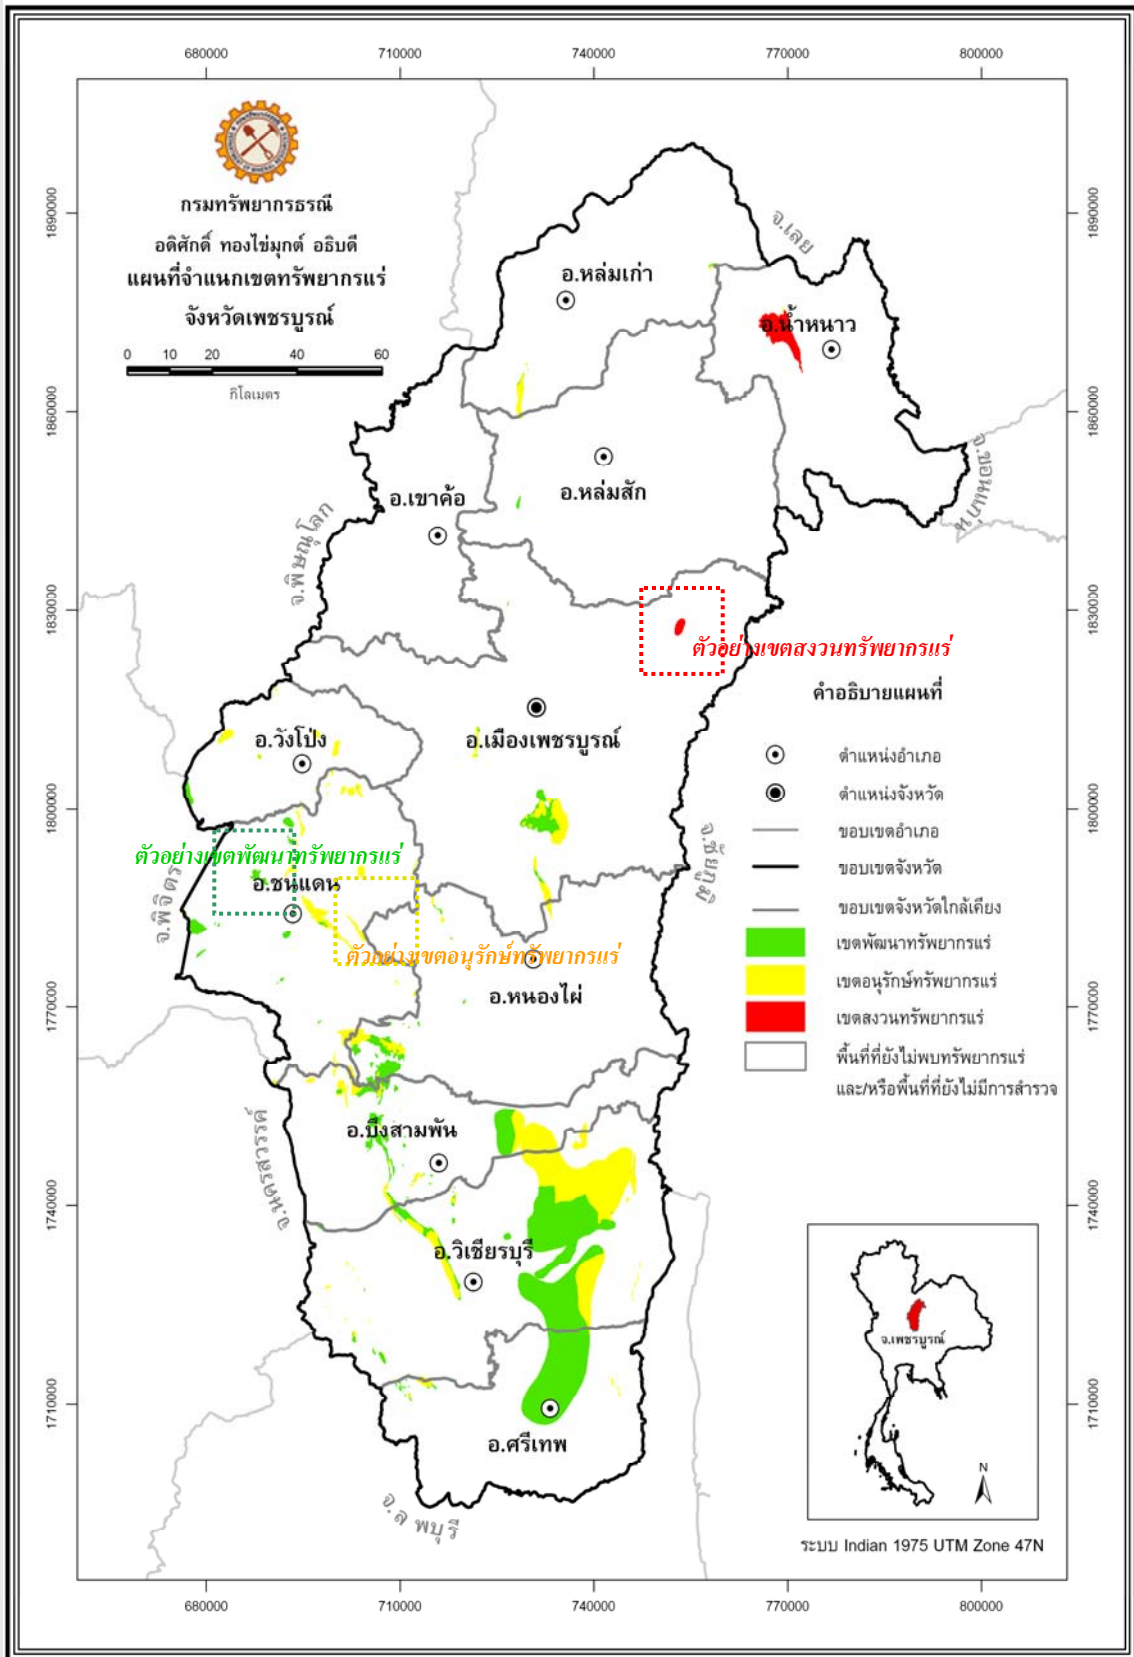 680000 710000 740000 770000 800000
กรมทรัพยากรธรณี
อดิศักดิ์ ทองไข่มุกต์ อธิบดี
แผนที่จำแนกเขตทรัพยากรแร่
จังหวัดเพชรบูรณ์
0 10 20 40 60
กิโลเมตร
1890000
1860000
1830000
1800000
1770000
1740000
1710000
1890000
1860000
1830000
1800000
1770000
1740000
1710000
จ.เลย
อ.หล่มเก่า
อ.น้ำหนาว
จ.ขอนแก่น
อ.หล่มสัก
อ.เขาค้อ
จ.พิษณุโลก
ตัวอย่างเขตสงวนทรัพยากรแร่
อ.วังโป่ง
อ.เมืองเพชรบูรณ์
จ.ชัยภูมิ
ตัวอย่างเขตพัฒนาทรัพยากรแร่
อ.ชนแดน
จ.พิจิตร
ตัวอย่างเขตอนุรักษ์ทรัพยากรแร่
อ.หนองไผ่
อ.บึงสามพัน
จ.นครสวรรค์
อ.วิเชียรบุรี
อ.ศรีเทพ
จ.ลพบุรี
คำอธิบายแผนที่
ตำแหน่งอำเภอ
ตำแหน่งจังหวัด
ขอบเขตอำเภอ
ขอบเขตจังหวัด
ขอบเขตจังหวัดใกล้เคียง
เขตพัฒนาทรัพยากรแร่
เขตอนุรักษ์ทรัพยากรแร่
เขตสงวนทรัพยากรแร่
พื้นที่ที่ยังไม่พบทรัพยากรแร่
และ/หรือพื้นที่ที่ยังไม่มีการสำรวจ
จ.เพชรบูรณ์
N
ระบบ Indian 1975 UTM Zone 47N
680000 710000 740000 770000 800000